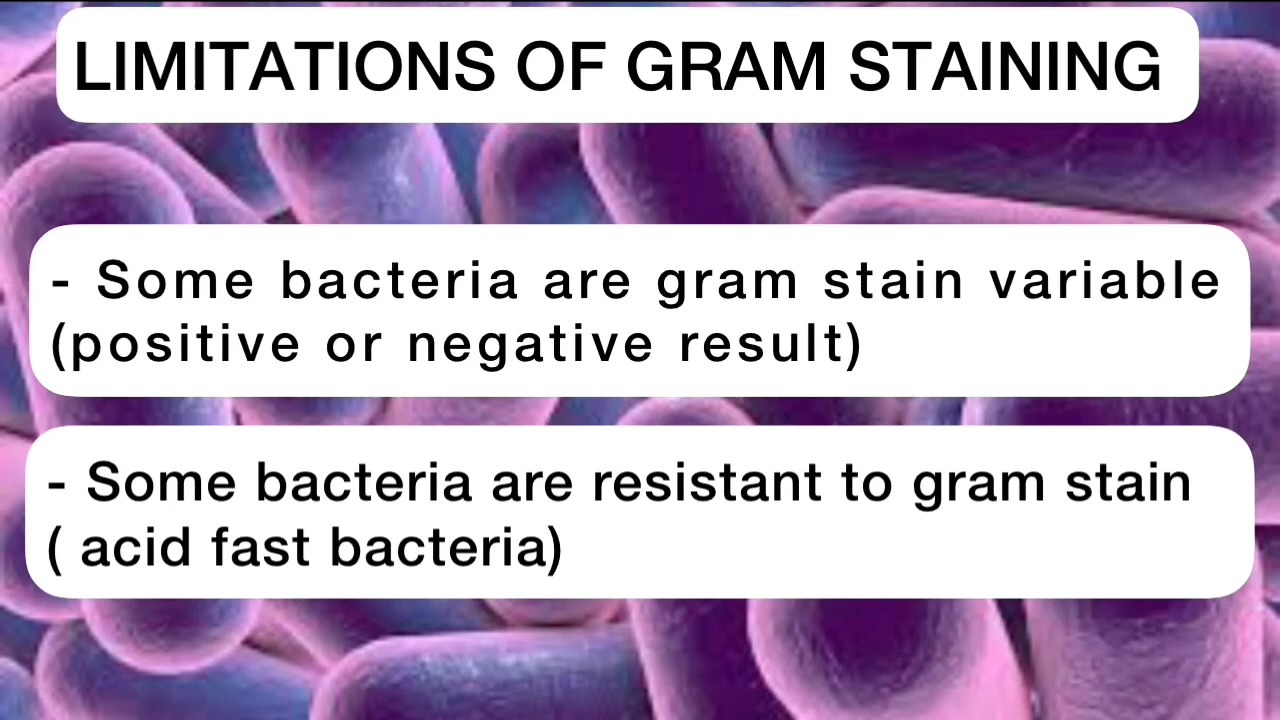 LIMITATIONS OF GRAM STAINING
- Some bacteria are gram stain variable
(positive or negative result)
- Some bacteria are resistant to gram stain
( acid fast bacteria)